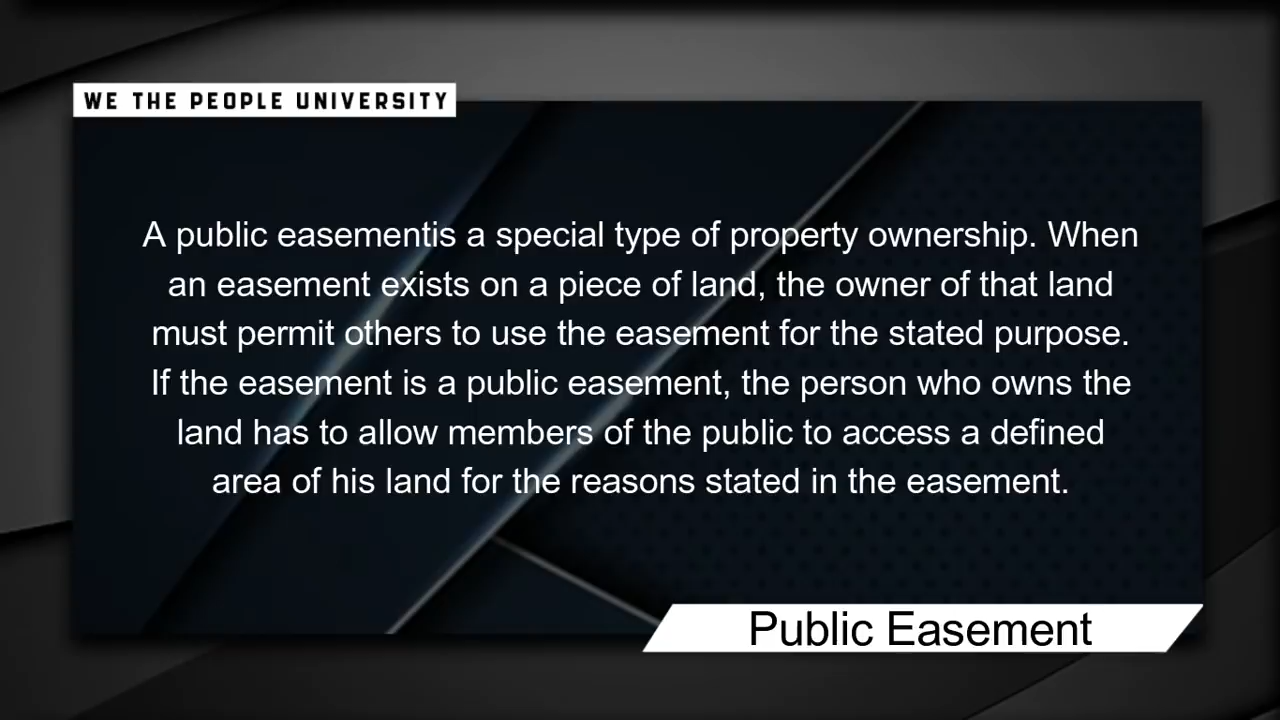 WE THE PEOPLE UNIVERSITY
A public easementis a special type of property ownership. When
an easement exists on a piece of land, the owner of that land
must permit others to use the easement for the stated purpose.
If the easement is a public easement, the person who owns the
land has to allow members of the public to access a defined
area of his land for the reasons stated in the easement.
Public Easement